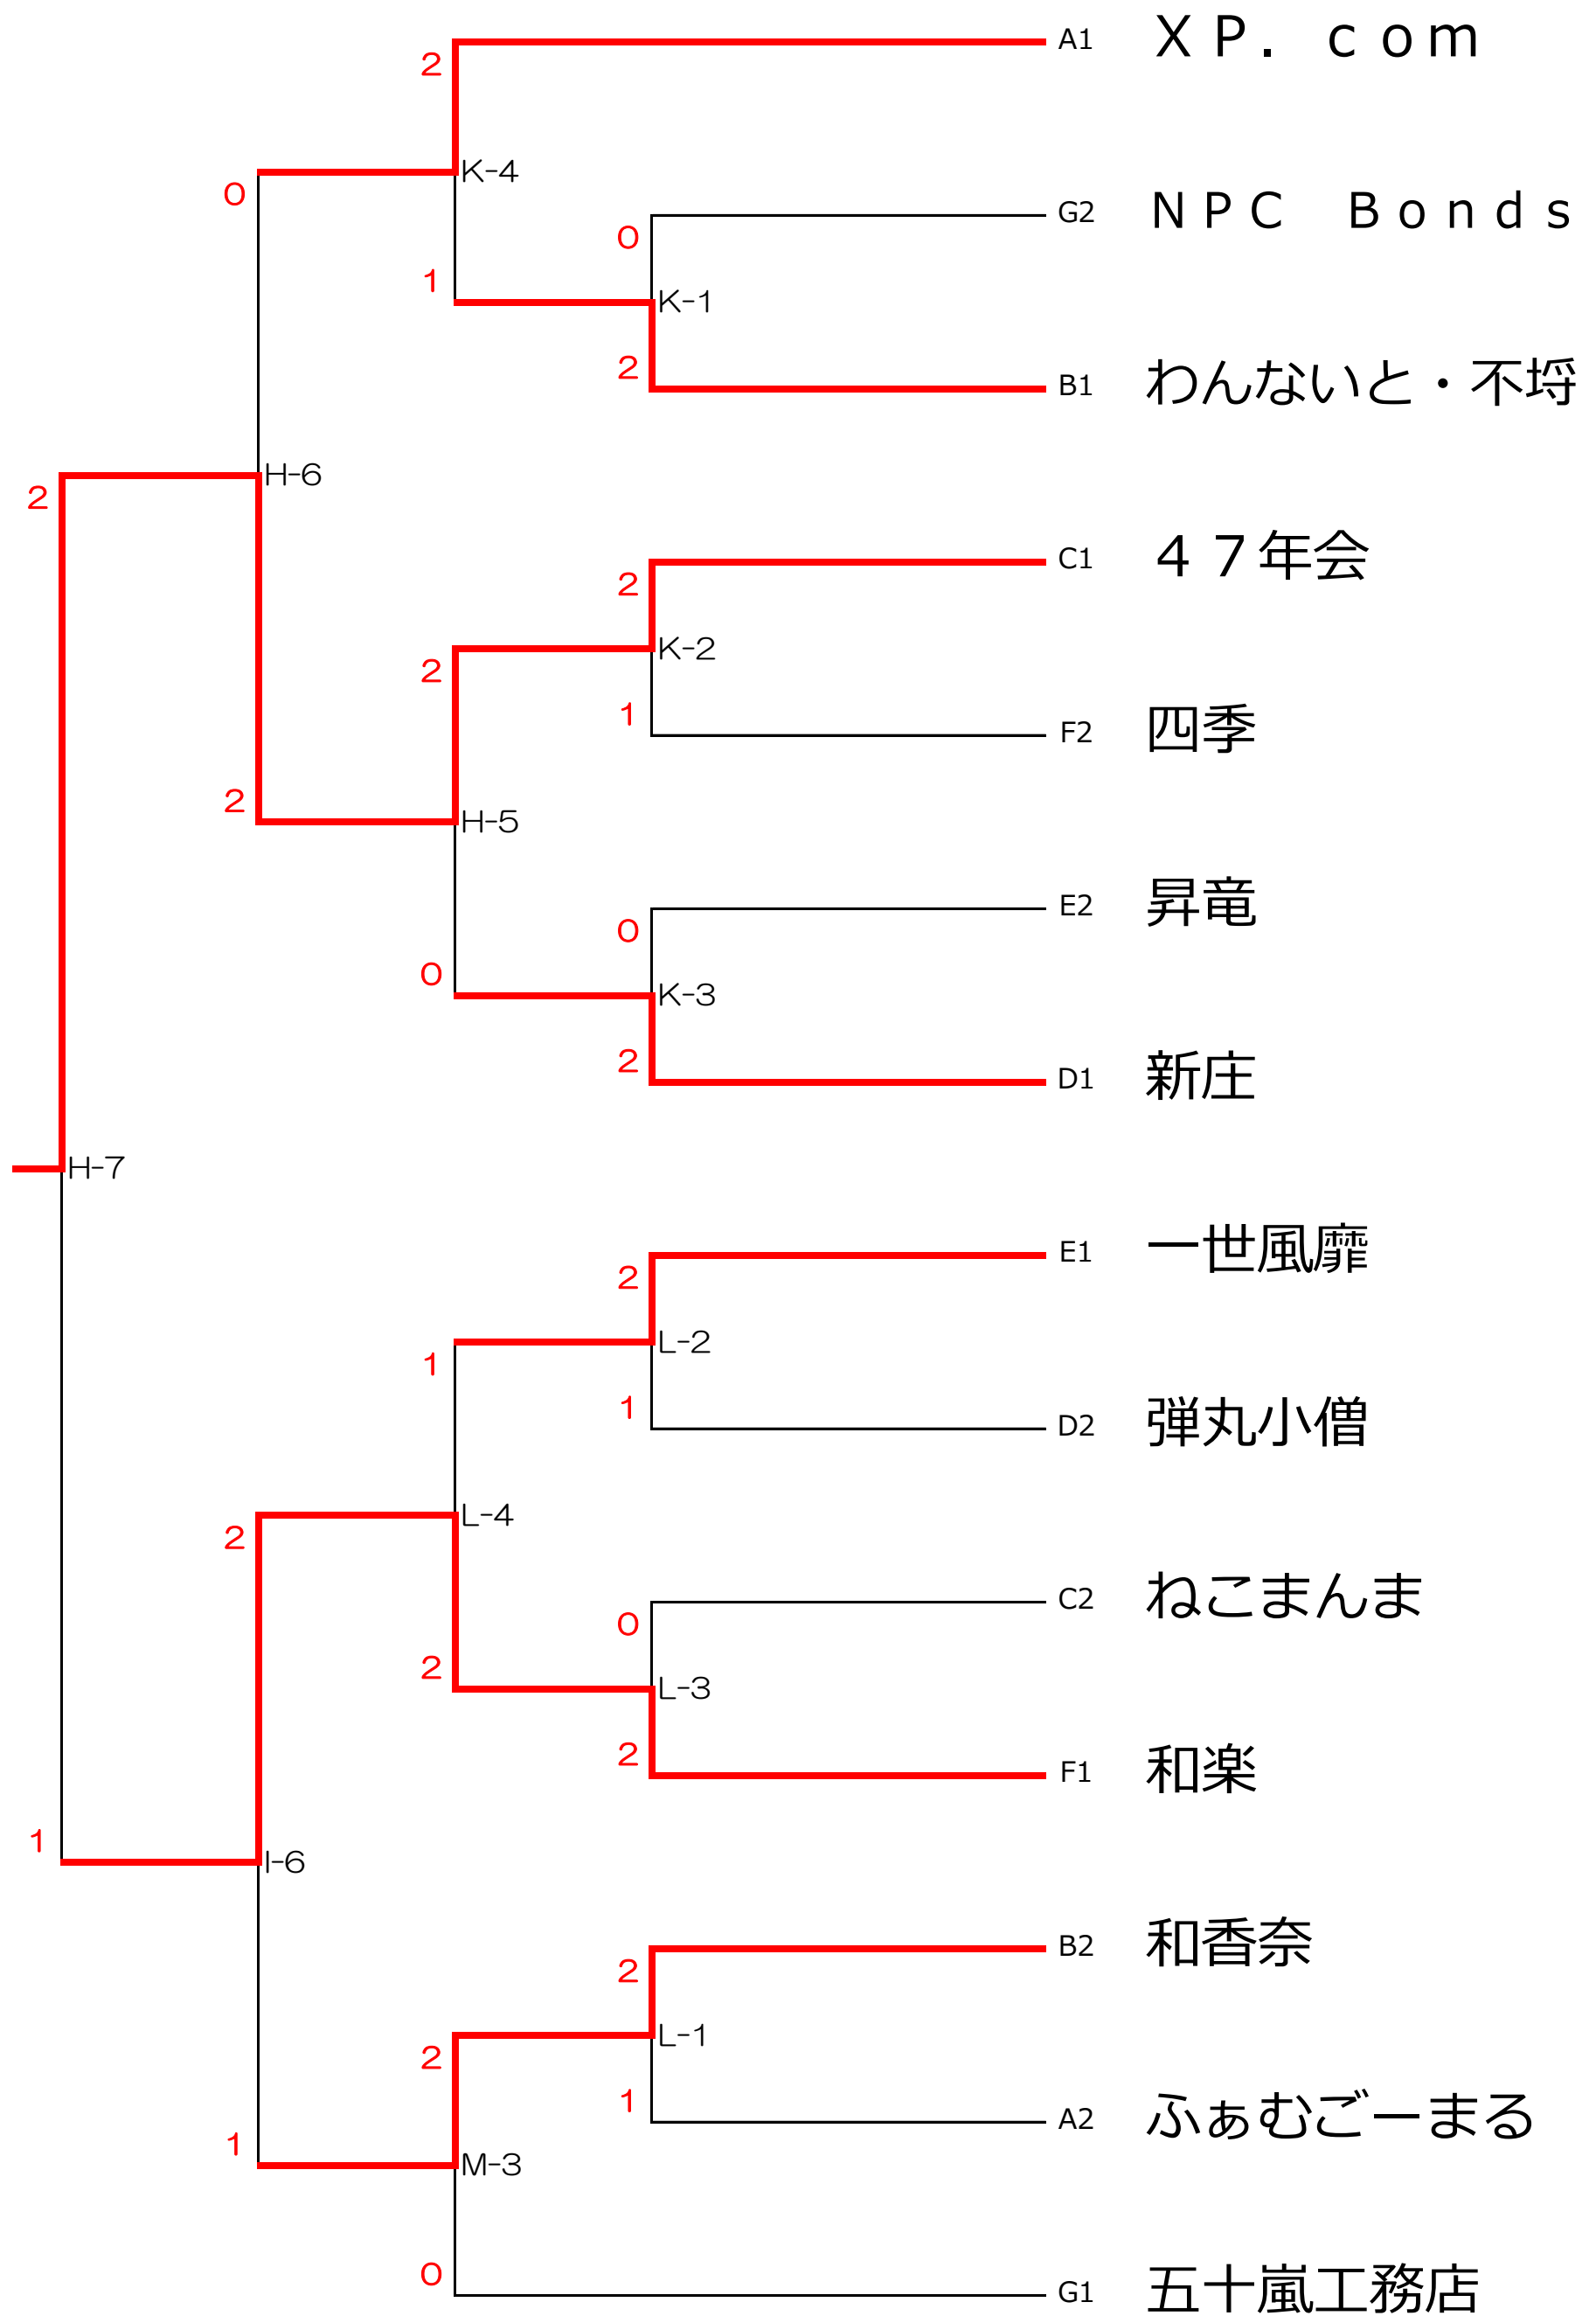 A1 ＸＰ．ｃｏｍ
2
K-4
0
G2 ＮＰＣ　Ｂｏｎｄｓ
0
1
K-1
2
B1 わんないと・不埒
H-6
2
C1 ４７年会
2
K-2
2
1
F2 四季
2
H-5
E2 昇竜
0
0
K-3
2
D1 新庄
H-7
E1 一世風靡
2
L-2
1
1
D2 弾丸小僧
L-4
2
C2 ねこまんま
0
2
L-3
2
F1 和楽
1
I-6
B2 和香奈
2
L-1
2
1
A2 ふぁむごーまる
1
M-3
0
G1 五十嵐工務店